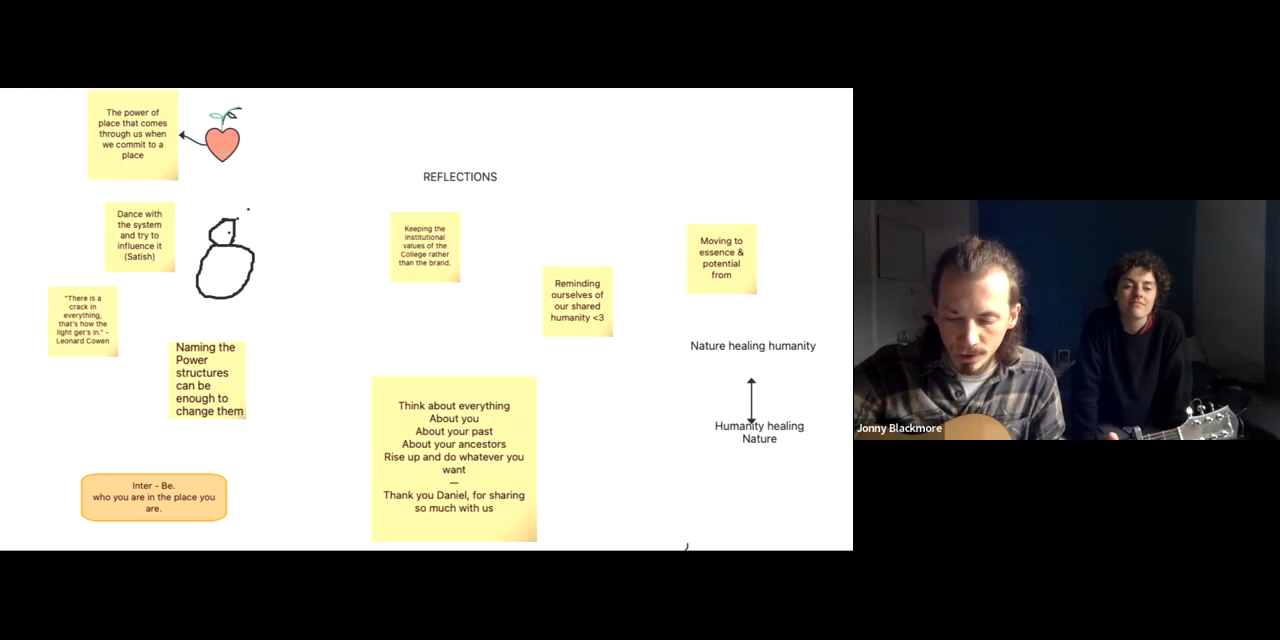 The power of
place that comes
through us when
we commit to a
place
Dance with
the system
and try to
influence it
(Satish)
"There is a
crack in
everything,
that's how the
light get's in." -
Leonard Cowen
Naming the
Power
structures
can be
enough to
change them
Inter - Be.
who you are in the place you
are.
REFLECTIONS
Keeping the
institutional
values of the
College rather
than the brand.
Reminding
ourselves of
our shared
humanity <3
Think about everything
About you
About your past
About your ancestors
Rise up and do whatever you
want
—
Thank you Daniel, for sharing
so much with us
Moving to
essence &
potential
from
Nature healing humanity
Humanity healing
Nature
Jonny Blackmore